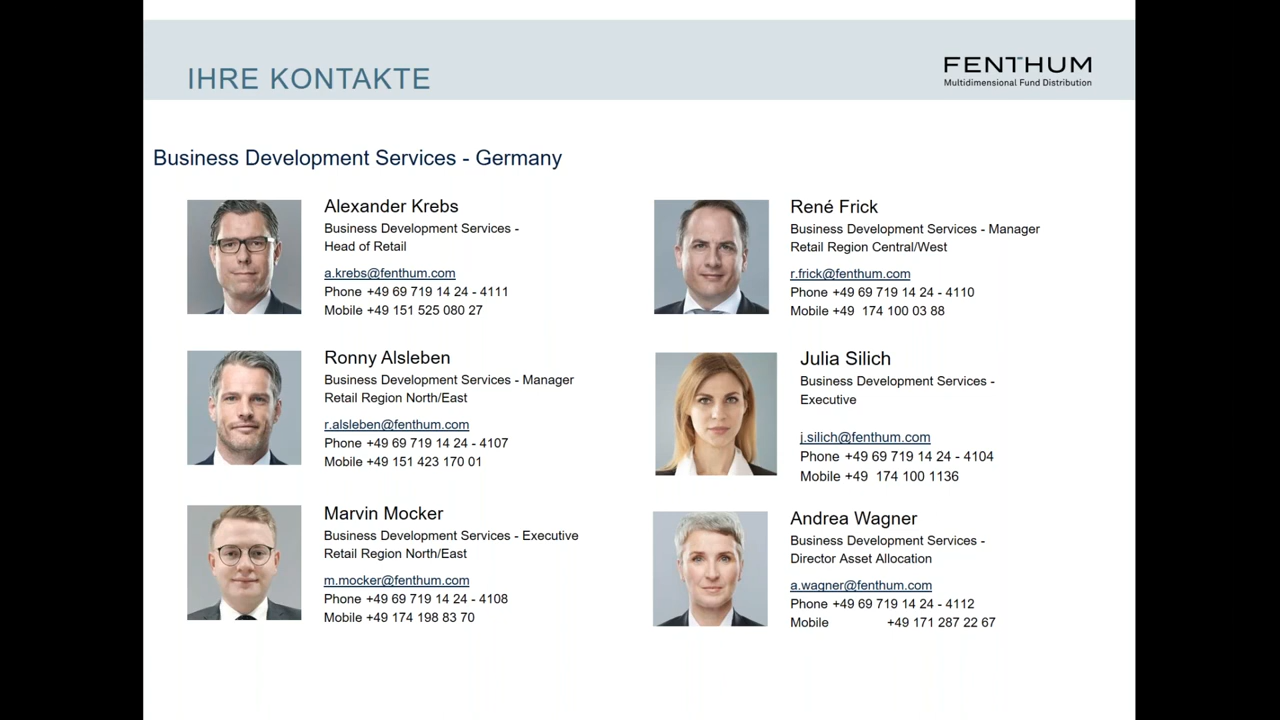 IHRE KONTAKTE
FENTHUM
Multidimensional Fund Distribution
Business Development Services - Germany
Alexander Krebs
Business Development Services -
Head of Retail
a.krebs@fenthum.com
Phone +49 69 719 14 24 - 4111
Mobile +49 151 525 080 27
René Frick
Business Development Services - Manager
Retail Region Central/West
r.frick@fenthum.com
Phone +49 69 719 14 24 - 4110
Mobile +49 174 100 03 88
Ronny Alsleben
Business Development Services - Manager
Retail Region North/East
r.alsleben@fenthum.com
Phone +49 69 719 14 24 - 4107
Mobile +49 151 423 170 01
Julia Silich
Business Development Services -
Executive
j.silich@fenthum.com
Phone +49 69 719 14 24 - 4104
Mobile +49 174 100 1136
Marvin Mocker
Business Development Services - Executive
Retail Region North/East
m.mocker@fenthum.com
Phone +49 69 719 14 24 - 4108
Mobile +49 174 198 83 70
Andrea Wagner
Business Development Services -
Director Asset Allocation
a.wagner@fenthum.com
Phone +49 69 719 14 24 - 4112
Mobile +49 171 287 22 67